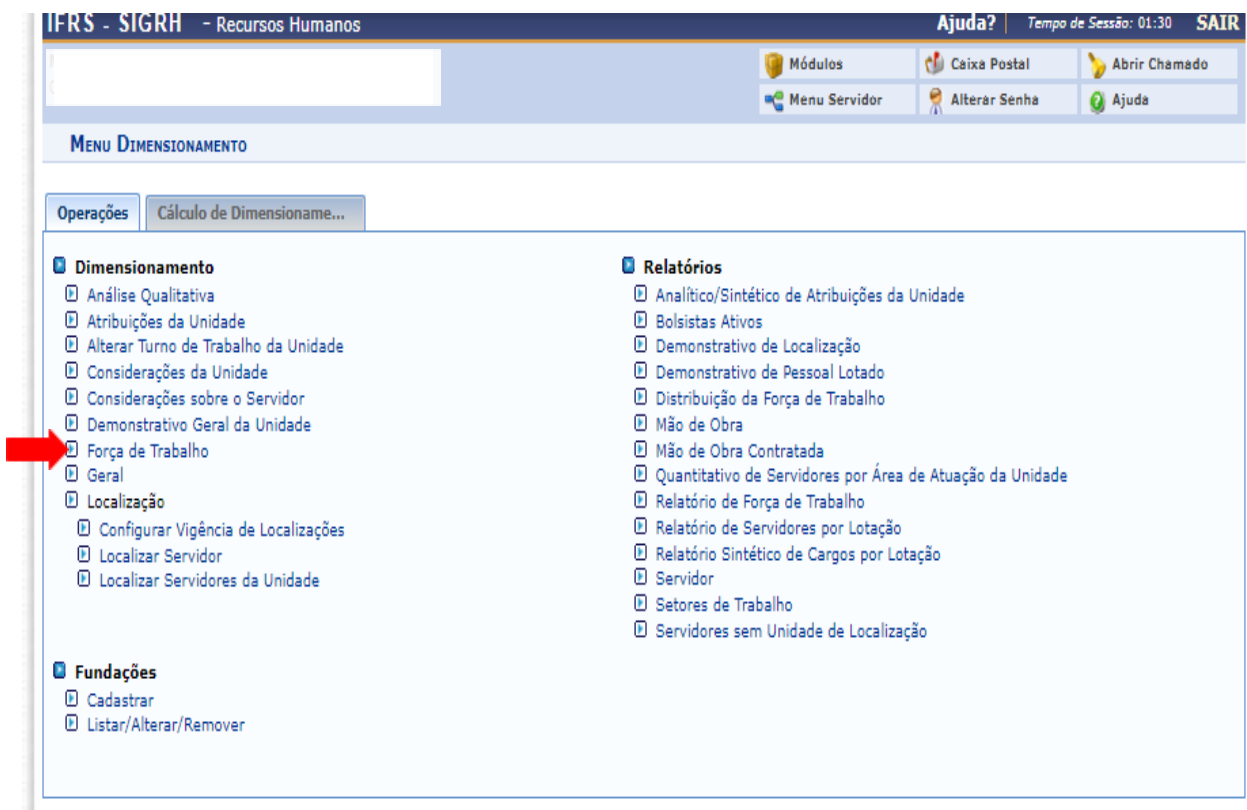 IFRS - SIGRH - Recursos Humanos
Ajuda? | Tempo de Sessão: 01:30 SAIR
Módulos
Caixa Postal
Abrir Chamado
Menu Servidor
Alterar Senha
Ajuda
MENU DIMENSIONAMENTO
Operações
Cálculo de Dimensioname...
Dimensionamento
Análise Qualitativa
Atribuições da Unidade
Alterar Turno de Trabalho da Unidade
Considerações da Unidade
Considerações sobre o Servidor
Demonstrativo Geral da Unidade
Força de Trabalho
Geral
Localização
Configurar Vigência de Localizações
Localizar Servidor
Localizar Servidores da Unidade
Relatórios
Analítico/Sintético de Atribuições da Unidade
Bolsistas Ativos
Demonstrativo de Localização
Demonstrativo de Pessoal Lotado
Distribuição da Força de Trabalho
Mão de Obra
Mão de Obra Contratada
Quantitativo de Servidores por Área de Atuação da Unidade
Relatório de Força de Trabalho
Relatório de Servidores por Lotação
Relatório Sintético de Cargos por Lotação
Servidor
Setores de Trabalho
Servidores sem Unidade de Localização
Fundações
Cadastrar
Listar/Alterar/Remover